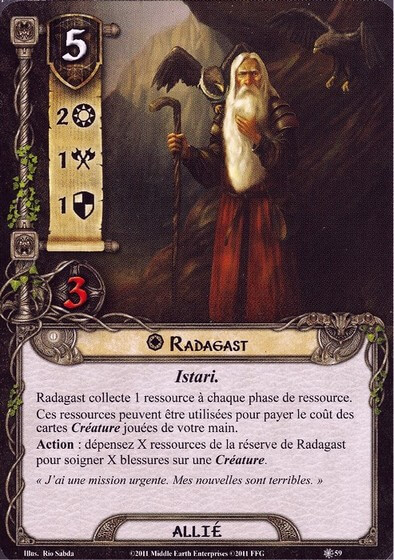 5
2
1
1
3
Radagast
Istari.
Radagast collecte 1 ressource à chaque phase de ressource.
Ces ressources peuvent être utilisées pour payer le coût des
cartes Créature jouées de votre main.
Action : dépensez X ressources de la réserve de Radagast
pour soigner X blessures sur une Créature.
« J'ai une mission urgente. Mes nouvelles sont terribles. »
ALLIÉ
Illus. Rio Sabda ©2011 Middle Earth Enterprises ©2011 FFG 59